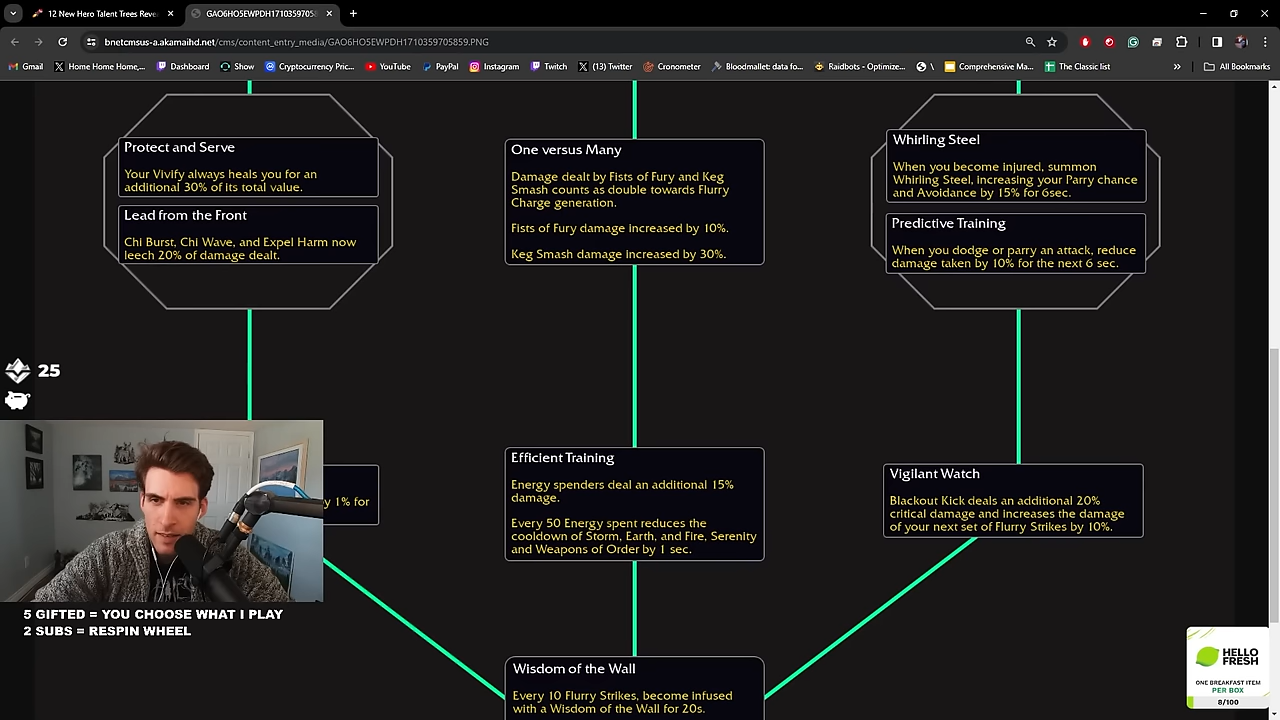 12 New Hero Talent Trees Reve
GAO6HO5EWPDH1710359705
bnetcmsus-a.akamaihd.net/cms/content_entry_media/GAO6HO5EWPDH1710359705859.PNG
Gmail
Home Home Home,...
Dashboard
Show
Cryptocurrency Pric...
YouTube
PayPal
Instagram
Twitch
(13) Twitter
Cronometer
Bloodmallet: data fo...
Raidbots - Optimize...
\
Comprehensive Ma...
The Classic list
»
All Bookmarks
Protect and Serve
Your Vivify always heals you for an
additional 30% of its total value.
Lead from the Front
Chi Burst, Chi Wave, and Expel Harm now
leech 20% of damage dealt.
One versus Many
Damage dealt by Fists of Fury and Keg
Smash counts as double towards Flurry
Charge generation.
Fists of Fury damage increased by 10%.
Keg Smash damage increased by 30%.
Whirling Steel
When you become injured, summon
Whirling Steel, increasing your Parry chance
and Avoidance by 15% for 6sec.
Predictive Training
When you dodge or parry an attack, reduce
damage taken by 10% for the next 6 sec.
25
y 1% for
Efficient Training
Energy spenders deal an additional 15%
damage.
Every 50 Energy spent reduces the
cooldown of Storm, Earth, and Fire, Serenity
and Weapons of Order by 1 sec.
Vigilant Watch
Blackout Kick deals an additional 20%
critical damage and increases the damage
of your next set of Flurry Strikes by 10%.
5 GIFTED = YOU CHOOSE WHAT I PLAY
2 SUBS = RESPIN WHEEL
Wisdom of the Wall
Every 10 Flurry Strikes, become infused
with a Wisdom of the Wall for 20s.
HELLO
FRESH
ONE BREAKFAST ITEM
PER BOX
8/100